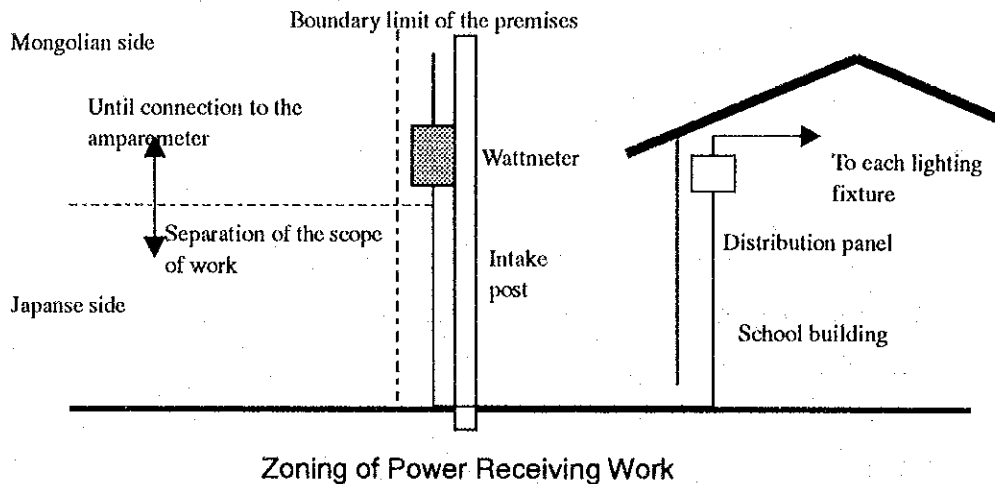 Boundary limit of the premises
Mongolian side
Until connection to the
amparometer
Wattmeter
To each lighting
fixture
Separation of the scope
of work
Distribution panel
Intake
post
Japanse side
School building
Zoning of Power Receiving Work